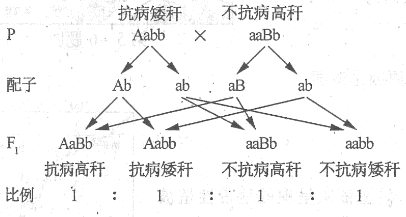 抗病矮秆 不抗病高秆
P Aabb × aaBb
配子 Ab ab aB ab
F1 AaBb Aabb aaBb aabb
抗病高秆 抗病矮秆 不抗病高秆 不抗病矮秆
比例 1 : 1 : 1 : 1